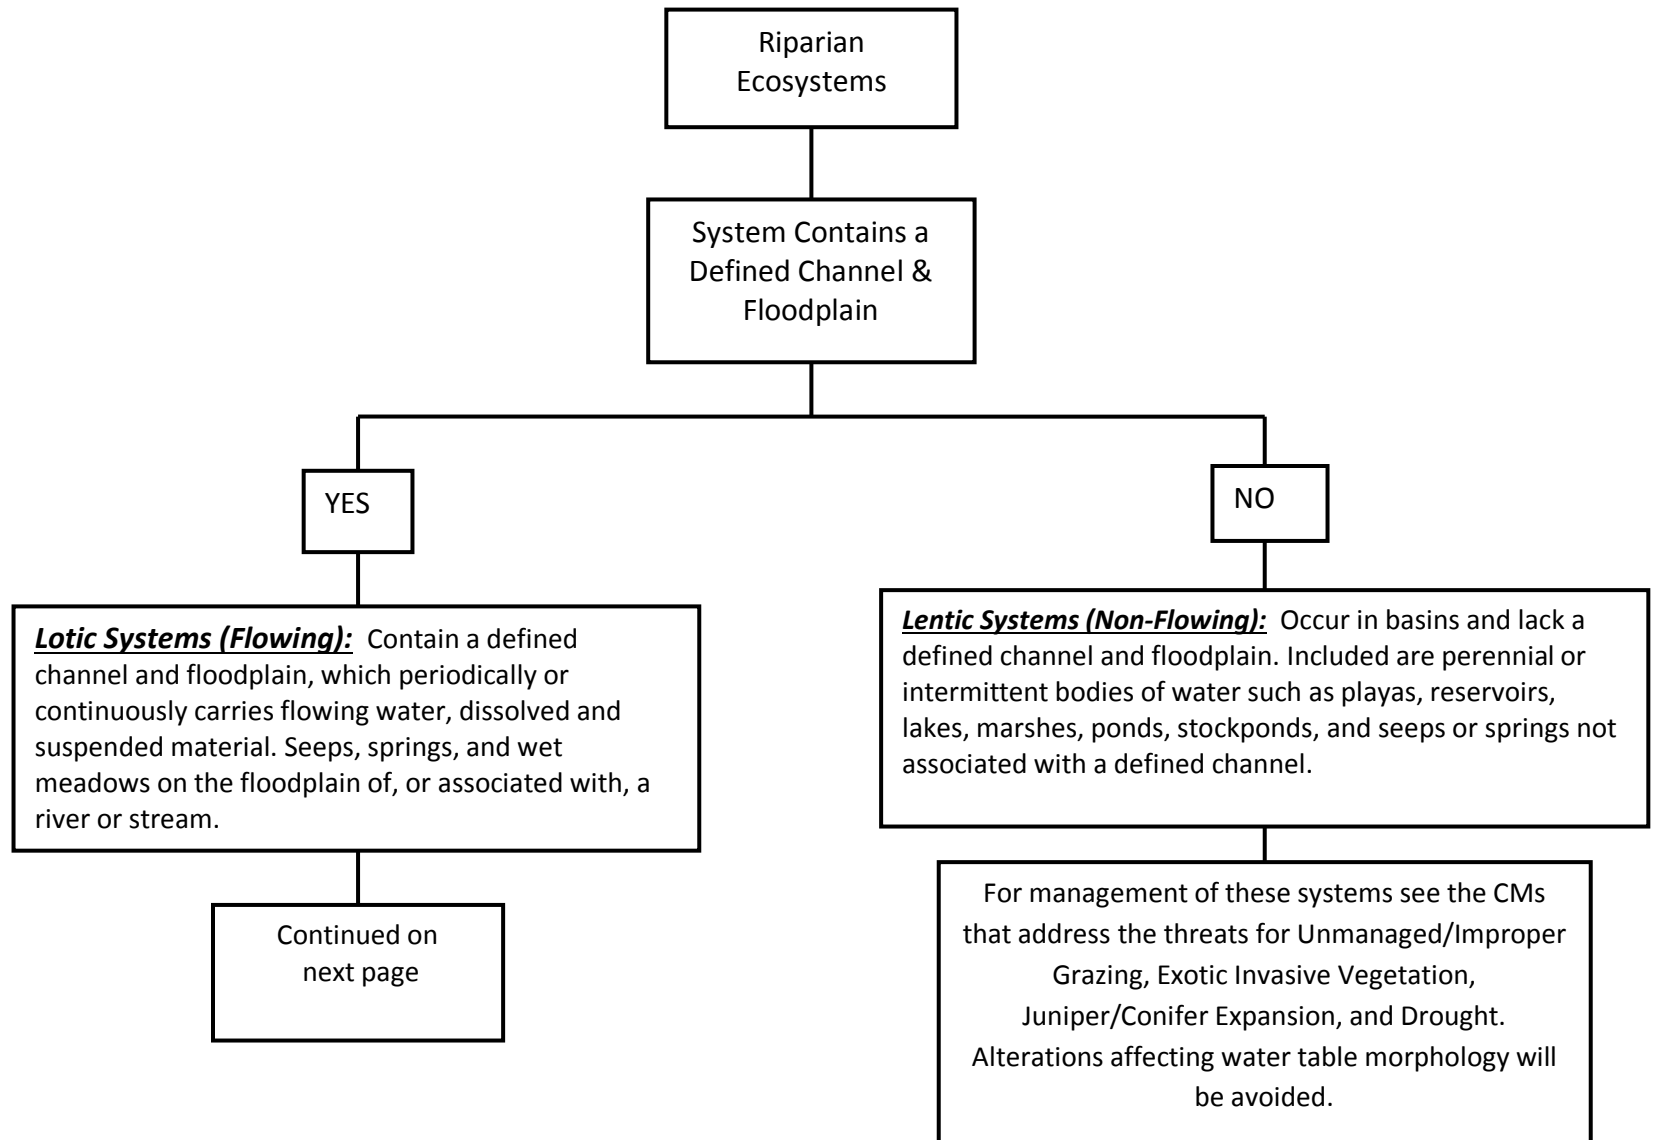 Riparian
Ecosystems
System Contains a
Defined Channel &
Floodplain
YES
NO
Lotic Systems (Flowing): Contain a defined
channel and floodplain, which periodically or
continuously carries flowing water, dissolved and
suspended material. Seeps, springs, and wet
meadows on the floodplain of, or associated with, a
river or stream.
Lentic Systems (Non-Flowing): Occur in basins and lack a
defined channel and floodplain. Included are perennial or
intermittent bodies of water such as playas, reservoirs,
lakes, marshes, ponds, stockponds, and seeps or springs not
associated with a defined channel.
Continued on
next page
For management of these systems see the CMs
that address the threats for Unmanaged/Improper
Grazing, Exotic Invasive Vegetation,
Juniper/Conifer Expansion, and Drought.
Alterations affecting water table morphology will
be avoided.